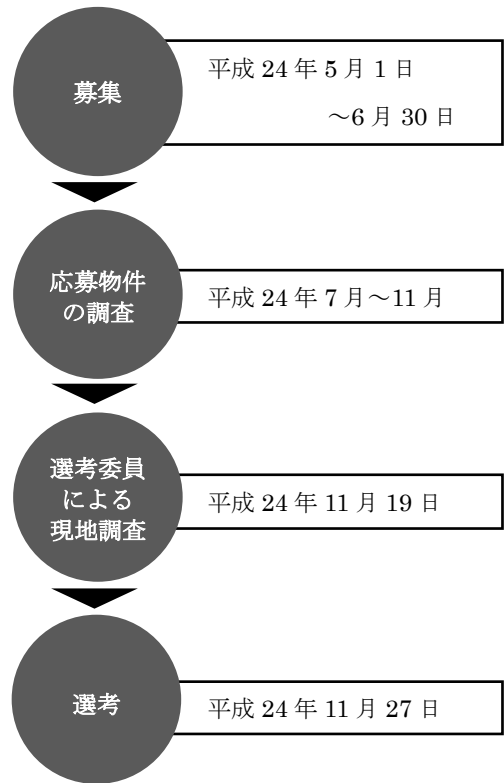 募集
平成 24 年 5 月 1 日
～6 月 30 日
応募物件
の調査
平成 24 年 7 月～11 月
選考委員
による
現地調査
平成 24 年 11 月 19 日
選考
平成 24 年 11 月 27 日